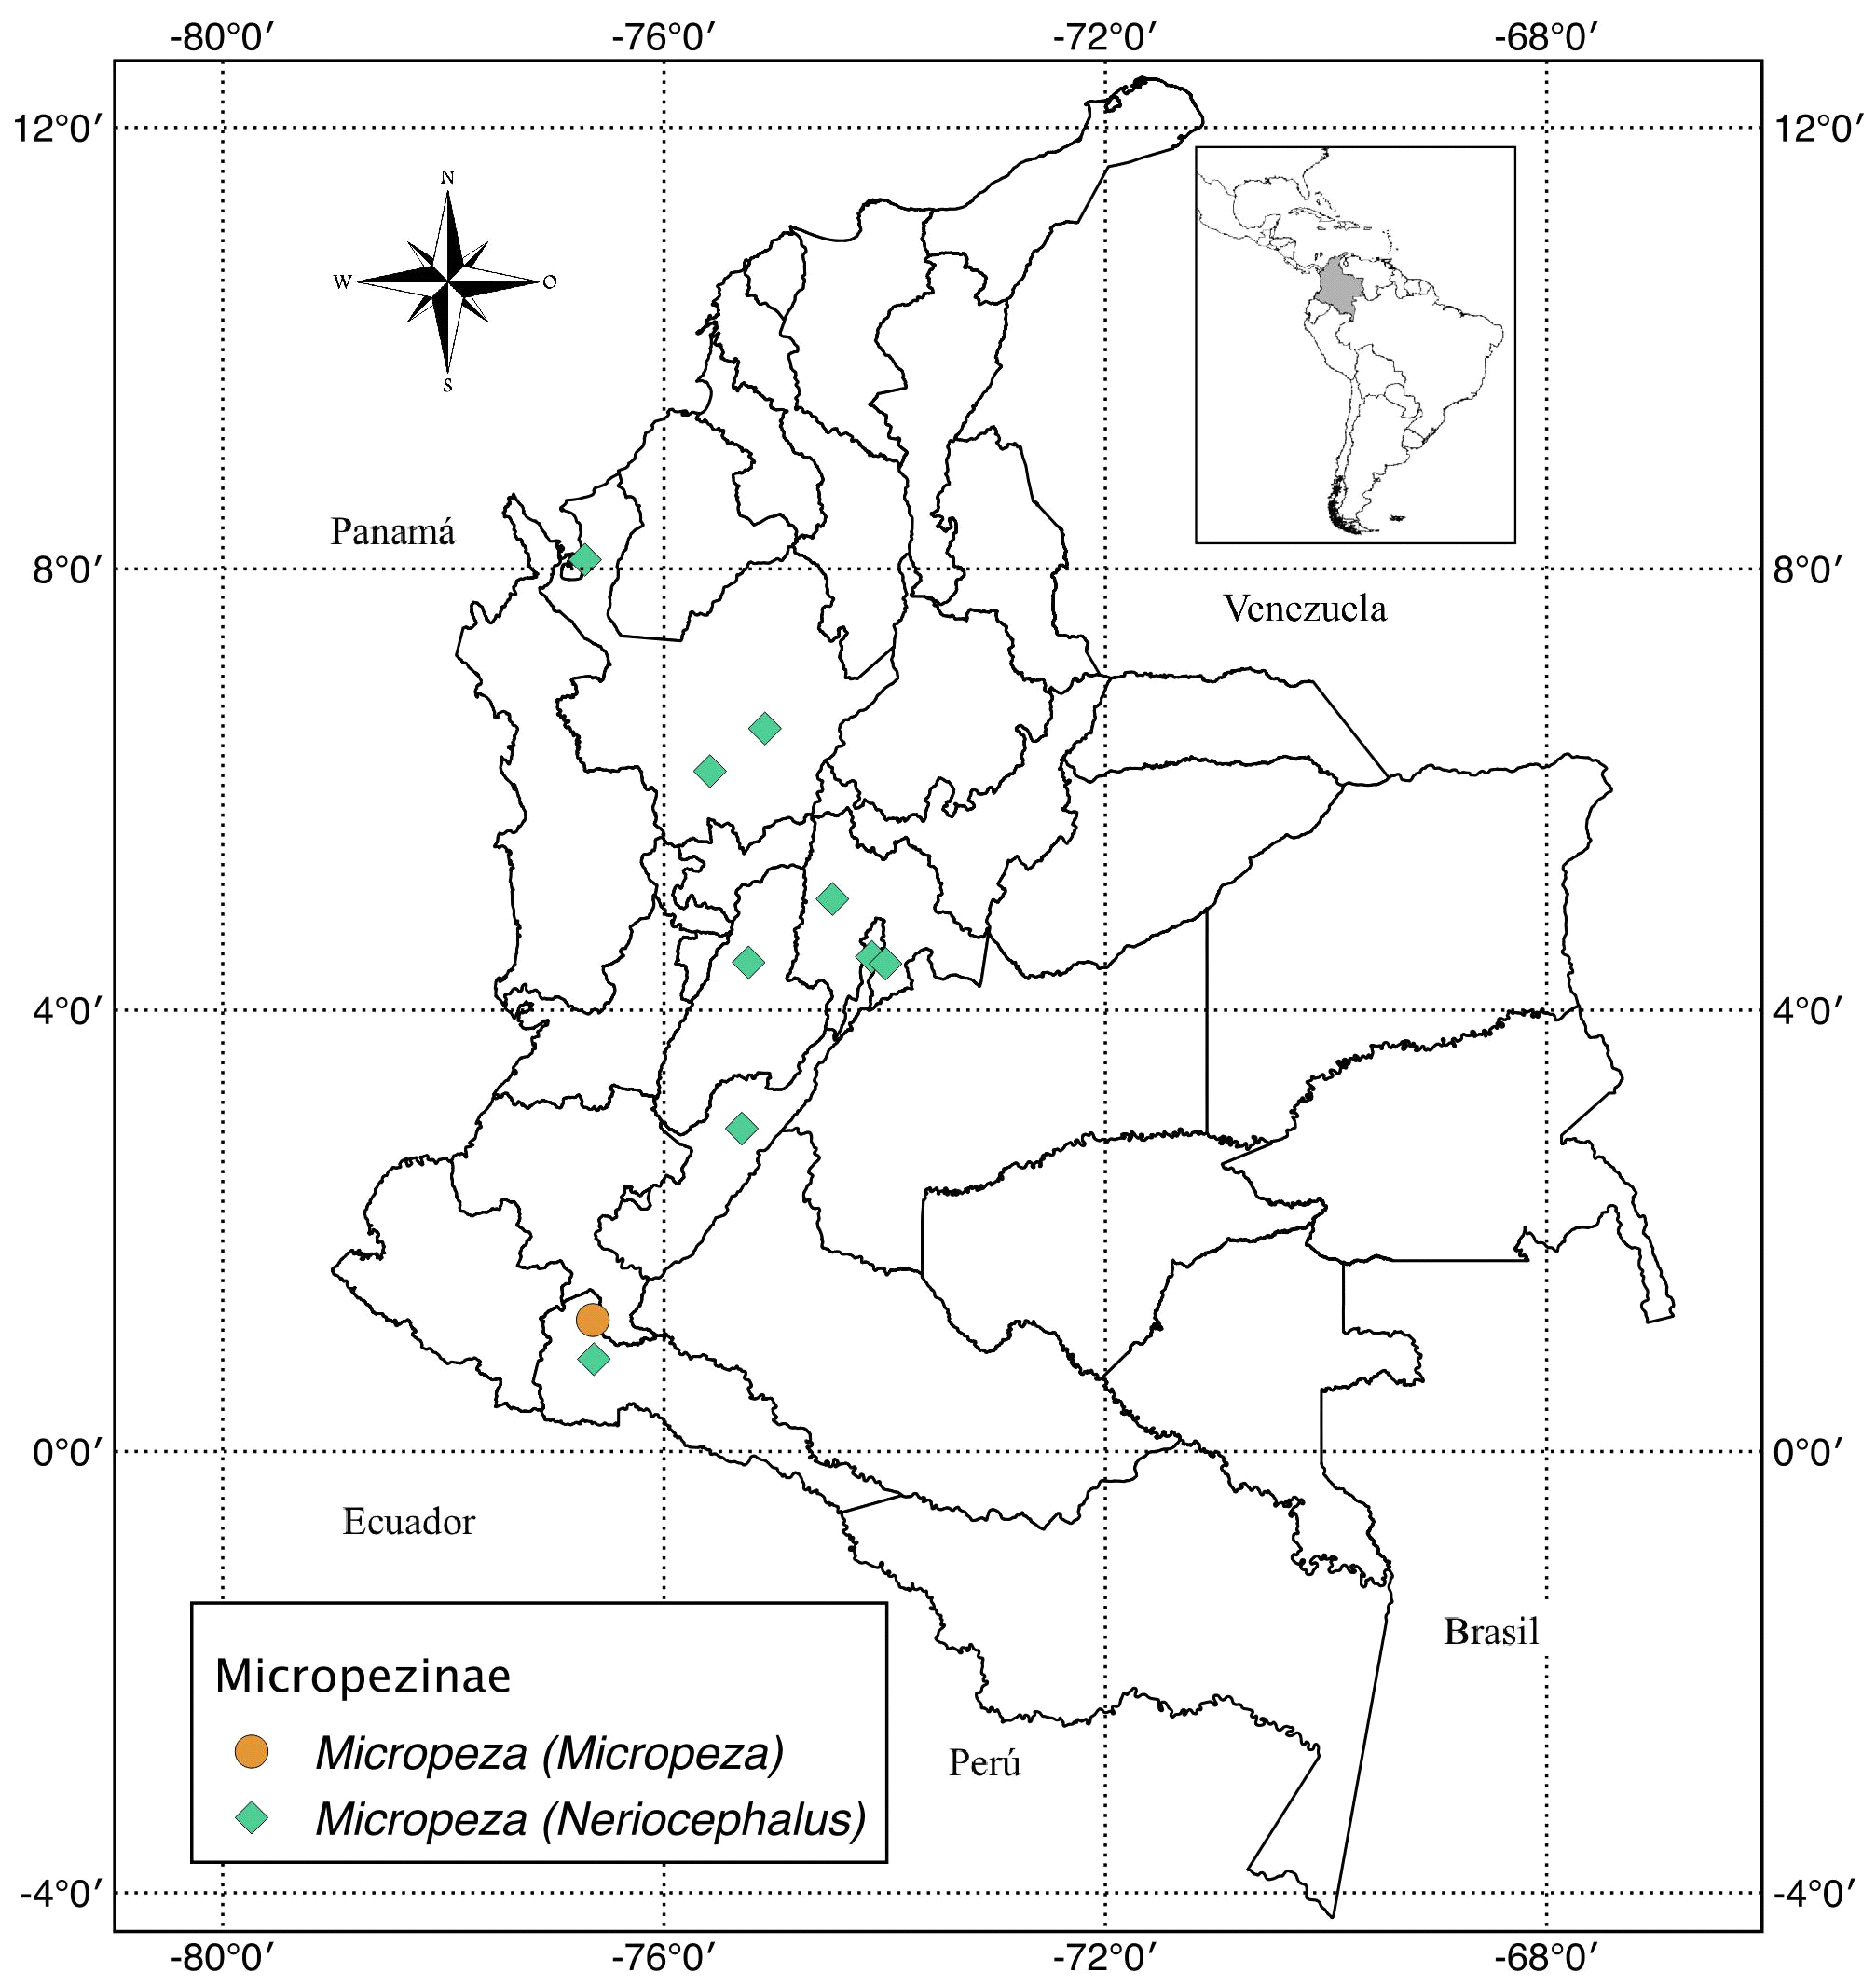 -80°0′ -76°0′ -72°0′ -68°0′
12°0′ 12°0′
N
W O
S
Panamá
8°0′ 8°0′
Venezuela
4°0′ 4°0′
0°0′ 0°0′
Ecuador
Brasil
Micropezinae
Micropeza (Micropeza)
Perú
Micropeza (Neriocephalus)
-4°0′ -4°0′
-80°0′ -76°0′ -72°0′ -68°0′